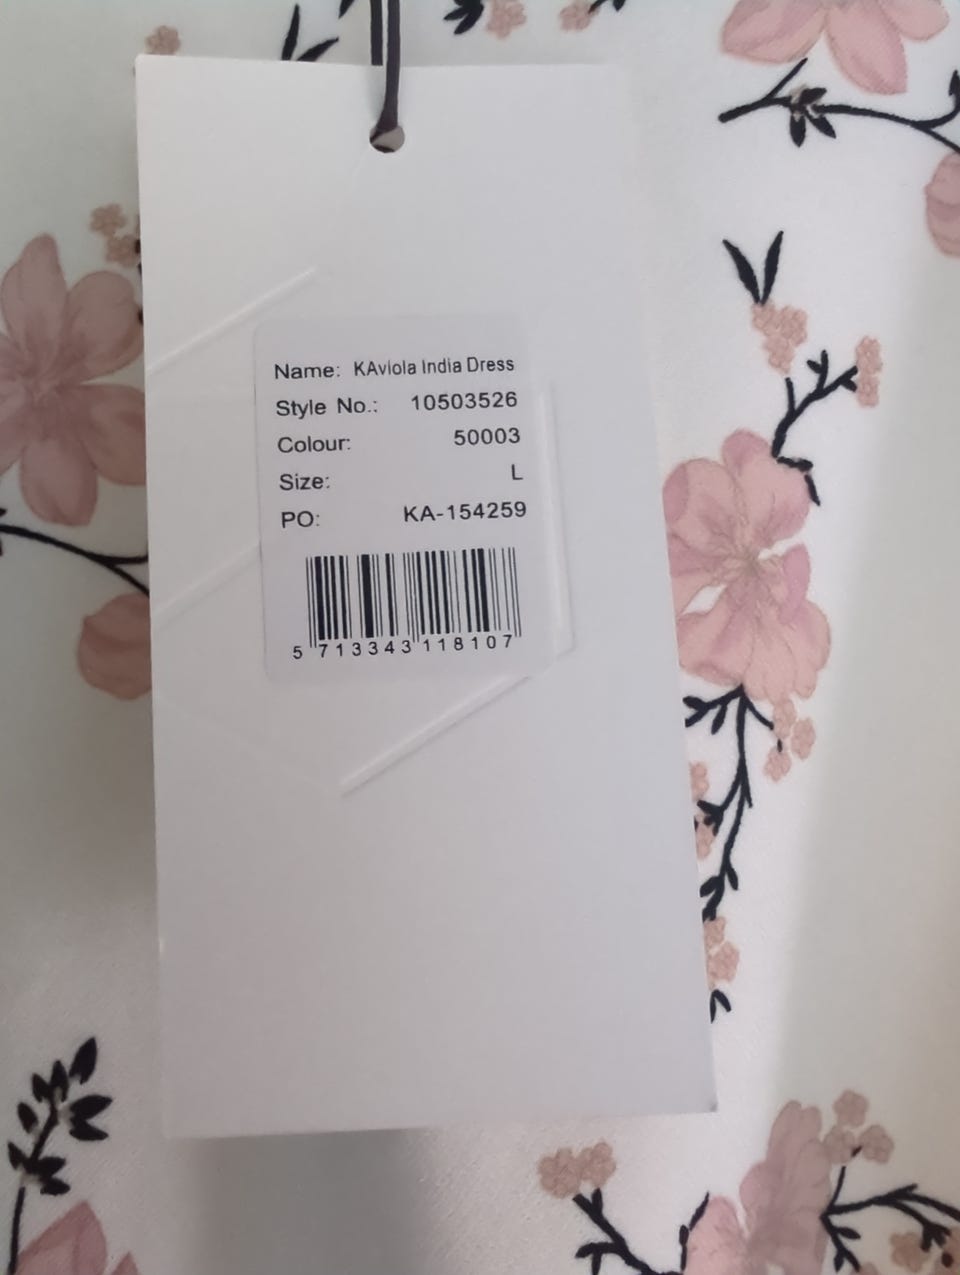 Name: KAviola India Dress
Style No.: 10503526
Colour: 50003
Size: L
PO: KA-154259
5 713343 118107